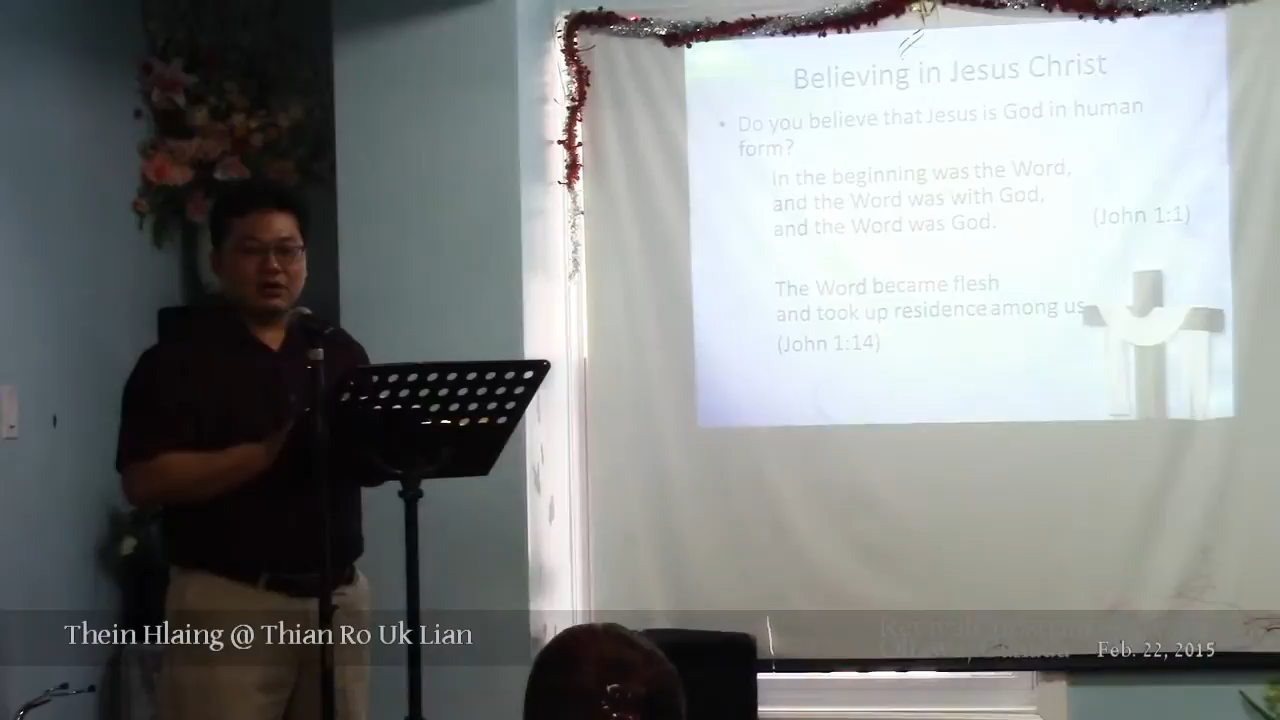 Believing in Jesus Christ
• Do you believe that Jesus is God in human
form?
In the beginning was the Word,
and the Word was with God,
and the Word was God.
(John 1:1)
The Word became flesh
and took up residence among us
(John 1:14)
Thein Hlaing @ Thian Ro Uk Lian
Feb. 22, 2015